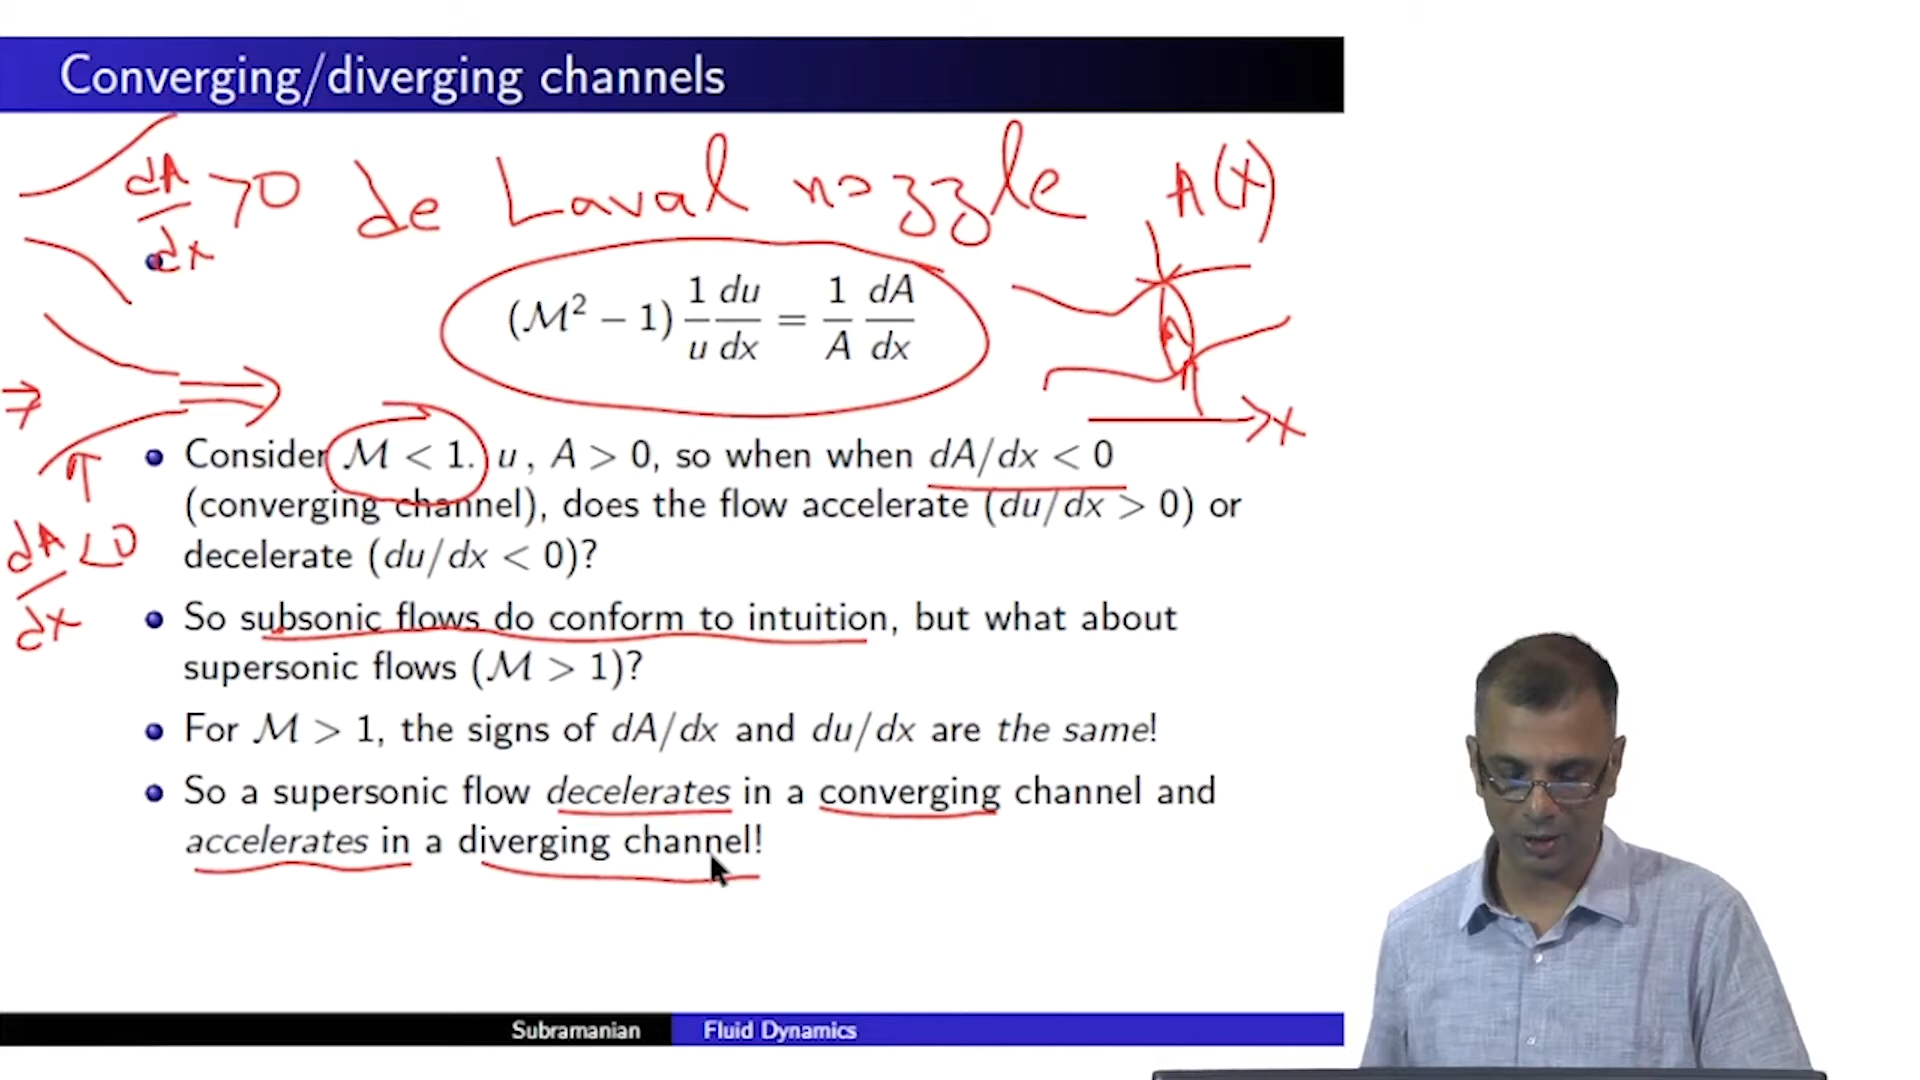 Converging/diverging channels
dA/dx >0 de Laval nozzle A(x)
(M² − 1) 1/u du/dx = 1/A dA/dx
x
Consider M < 1. u , A > 0, so when when dA/dx < 0
(converging channel), does the flow accelerate (du/dx > 0) or
decelerate (du/dx < 0)?
dA/dx <0
So subsonic flows do conform to intuition, but what about
supersonic flows (M > 1)?
For M > 1, the signs of dA/dx and du/dx are the same!
So a supersonic flow decelerates in a converging channel and
accelerates in a diverging channel!
Subramanian Fluid Dynamics